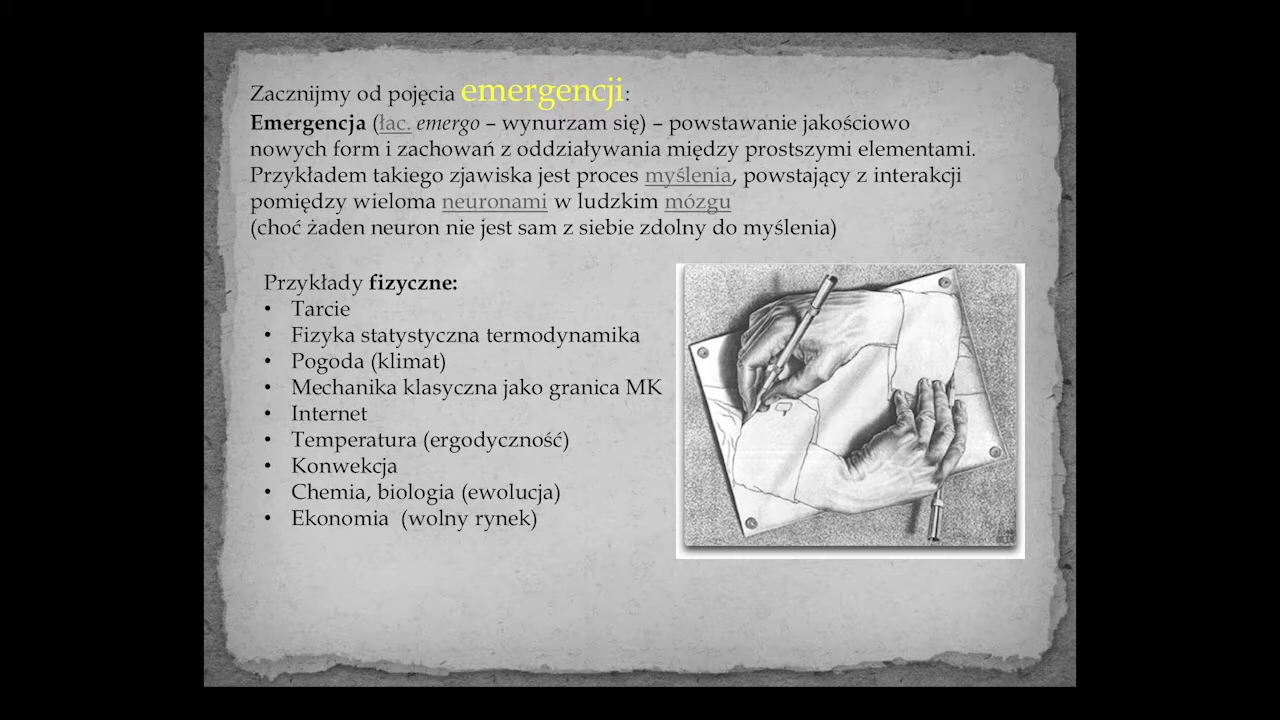 Zacznijmy od pojęcia emergencji:
Emergencja (łac. emergo – wynurzam się) – powstawanie jakościowo
nowych form i zachowań z oddziaływania między prostszymi elementami.
Przykładem takiego zjawiska jest proces myślenia, powstający z interakcji
pomiędzy wieloma neuronami w ludzkim mózgu
(choć żaden neuron nie jest sam z siebie zdolny do myślenia)
Przykłady fizyczne:
• Tarcie
• Fizyka statystyczna termodynamika
• Pogoda (klimat)
• Mechanika klasyczna jako granica MK
• Internet
• Temperatura (ergodyczność)
• Konwekcja
• Chemia, biologia (ewolucja)
• Ekonomia (wolny rynek)